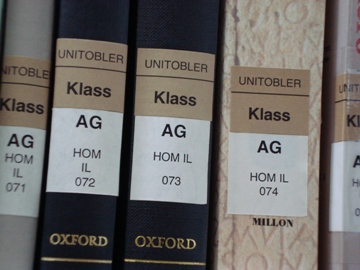 UNITOBLER
Klass
AG
HOM
IL
071
UNITOBLER
Klass
AG
HOM
IL
072
OXFORD
UNITOBLER
Klass
AG
HOM IL
073
OXFORD
UNITOBLER
Klass
AG
HOM IL
074
MILLON